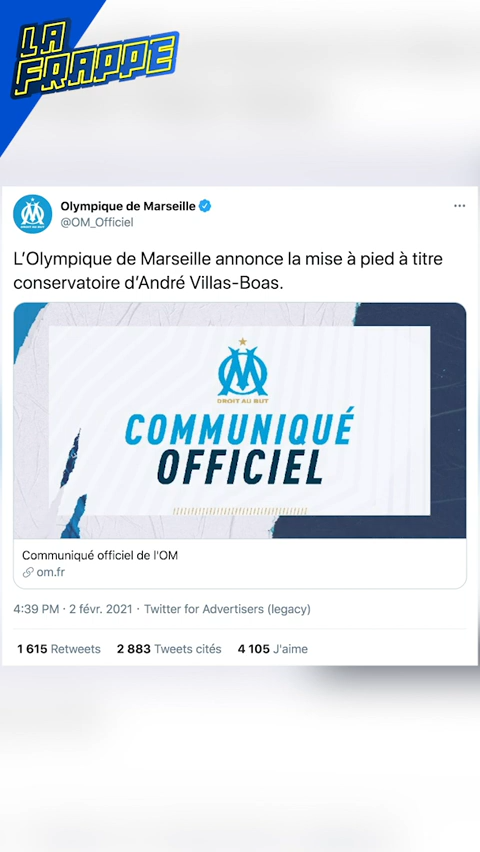 LA
FRAPPE
Olympique de Marseille
@OM_Officiel
L’Olympique de Marseille annonce la mise à pied à titre
conservatoire d’André Villas-Boas.
DROIT AU BUT
COMMUNIQUÉ
OFFICIEL
Communiqué officiel de l'OM
om.fr
4:39 PM · 2 févr. 2021 · Twitter for Advertisers (legacy)
1 615 Retweets 2 883 Tweets cités 4 105 J'aime